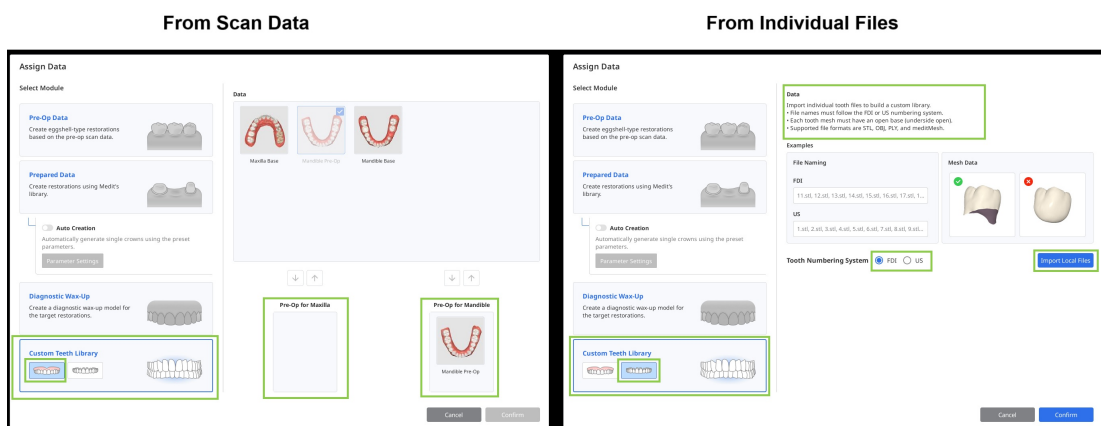 From Scan Data
Assign Data
Select Module
Pre-Op Data
Create eggshell-type restorations
based on the pre-op scan data.
Prepared Data
Create restorations using Medit's
library.
Auto Creation
Automatically generate single crowns using the preset
parameters.
Parameter Settings
Diagnostic Wax-Up
Create a diagnostic wax-up model for
the target restorations.
Custom Teeth Library
Data
Maxilla Base
Mandible Pre-Op
Mandible Base
Pre-Op for Maxilla
Pre-Op for Mandible
Mandible Pre-Op
Cancel
Confirm
From Individual Files
Assign Data
Select Module
Pre-Op Data
Create eggshell-type restorations
based on the pre-op scan data.
Prepared Data
Create restorations using Medit's
library.
Auto Creation
Automatically generate single crowns using the preset
parameters.
Parameter Settings
Diagnostic Wax-Up
Create a diagnostic wax-up model for
the target restorations.
Custom Teeth Library
Data
Import individual tooth files to build a custom library.
• File names must follow the FDI or US numbering system.
• Each tooth mesh must have an open base (underside open).
• Supported file formats are STL, OBJ, PLY, and meditMesh.
Examples
File Naming
FDI
11.stl, 12.stl, 13.stl, 14.stl, 15.stl, 16.stl, 17.stl, 1...
US
1.stl, 2.stl, 3.stl, 4.stl, 5.stl, 6.stl, 7.stl, 8.stl, 9.stl...
Mesh Data
Tooth Numbering System
FDI
US
Import Local Files
Cancel
Confirm